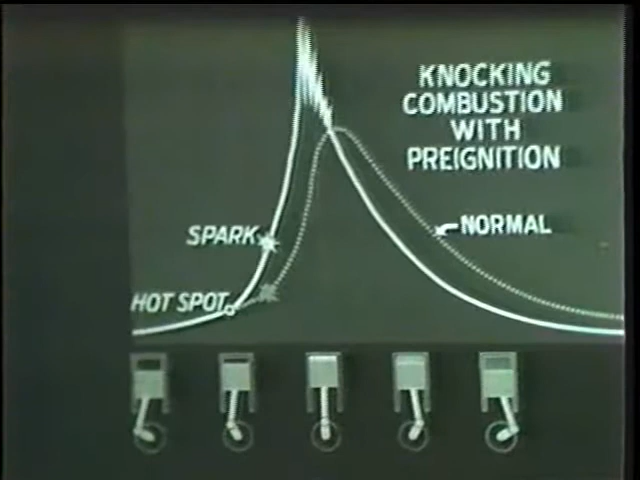 KNOCKING
COMBUSTION
WITH
PREIGNITION
SPARK
NORMAL
HOT SPOT